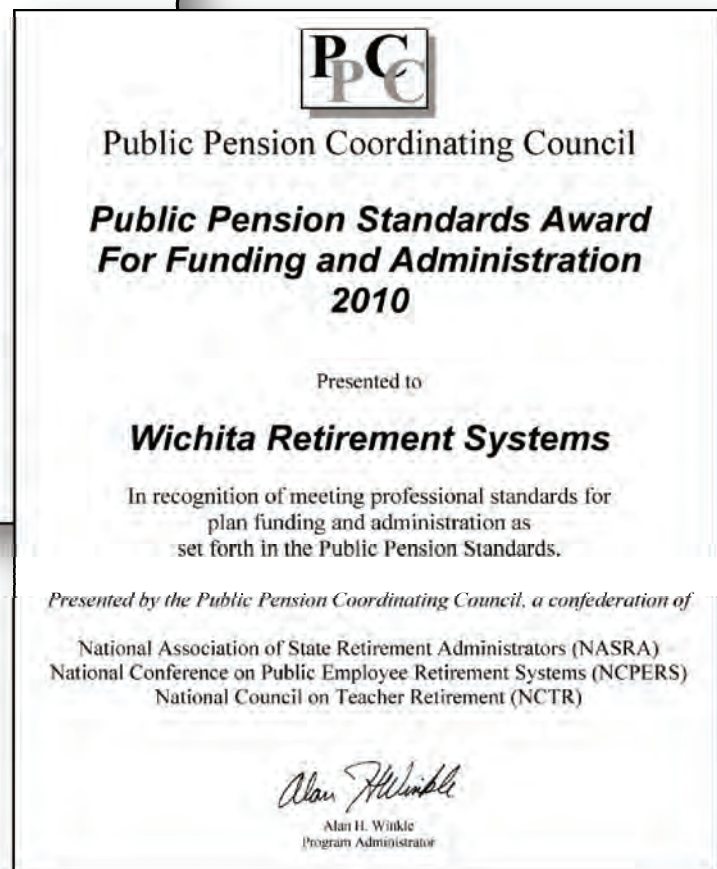 PPCC
Public Pension Coordinating Council
Public Pension Standards Award
For Funding and Administration
2010
Presented to
Wichita Retirement Systems
In recognition of meeting professional standards for
plan funding and administration as
set forth in the Public Pension Standards.
Presented by the Public Pension Coordinating Council, a confederation of
National Association of State Retirement Administrators (NASRA)
National Conference on Public Employee Retirement Systems (NCPERS)
National Council on Teacher Retirement (NCTR)
Alan H Winkle
Alan H. Winkle
Program Administrator